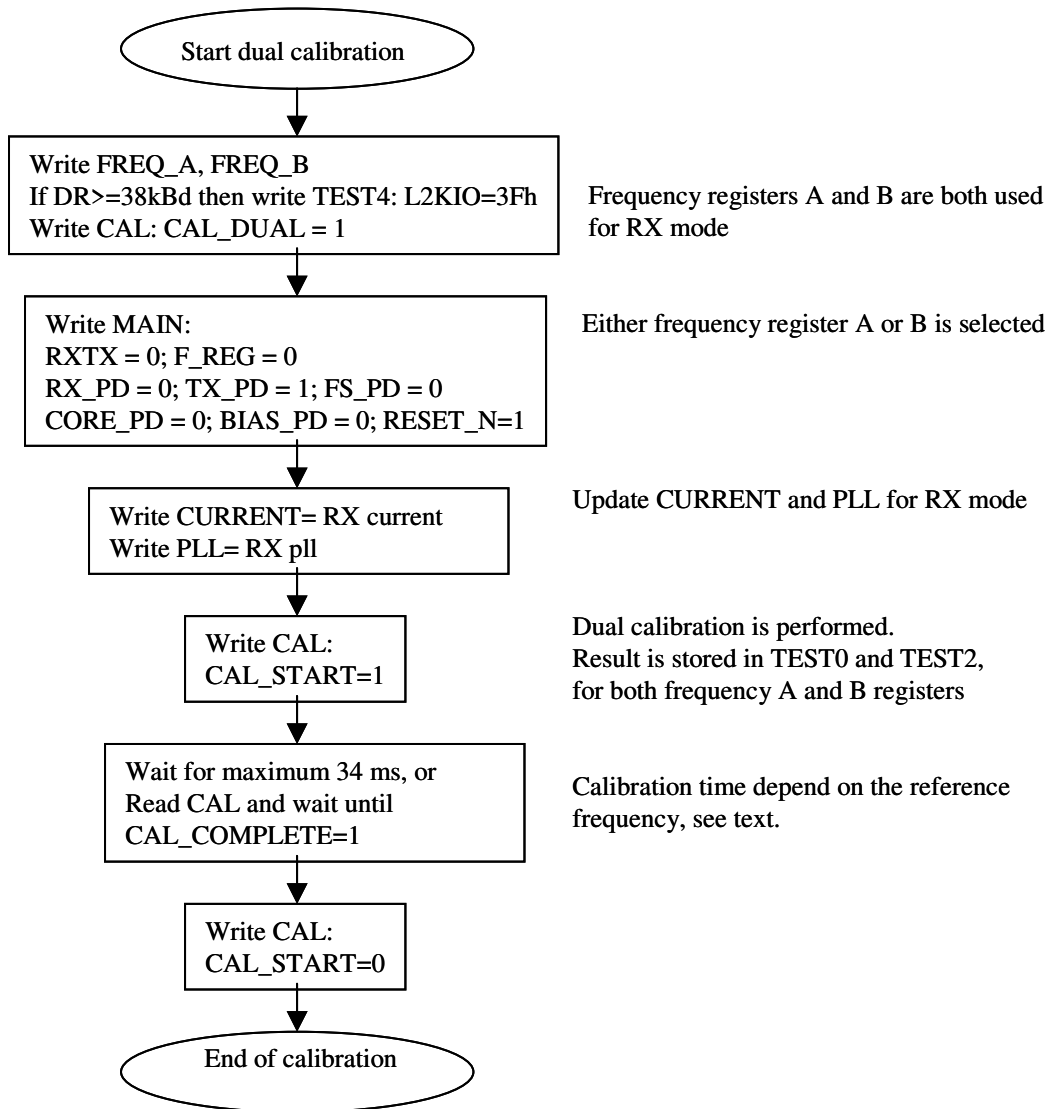 Start dual calibration
Write FREQ_A, FREQ_B
If DR>=38kBd then write TEST4: L2KIO=3Fh
Write CAL: CAL_DUAL = 1
Frequency registers A and B are both used
for RX mode
Write MAIN:
RXTX = 0; F_REG = 0
RX_PD = 0; TX_PD = 1; FS_PD = 0
CORE_PD = 0; BIAS_PD = 0; RESET_N=1
Either frequency register A or B is selected
Write CURRENT= RX current
Write PLL= RX pll
Update CURRENT and PLL for RX mode
Write CAL:
CAL_START=1
Dual calibration is performed.
Result is stored in TEST0 and TEST2,
for both frequency A and B registers
Wait for maximum 34 ms, or
Read CAL and wait until
CAL_COMPLETE=1
Calibration time depend on the reference
frequency, see text.
Write CAL:
CAL_START=0
End of calibration